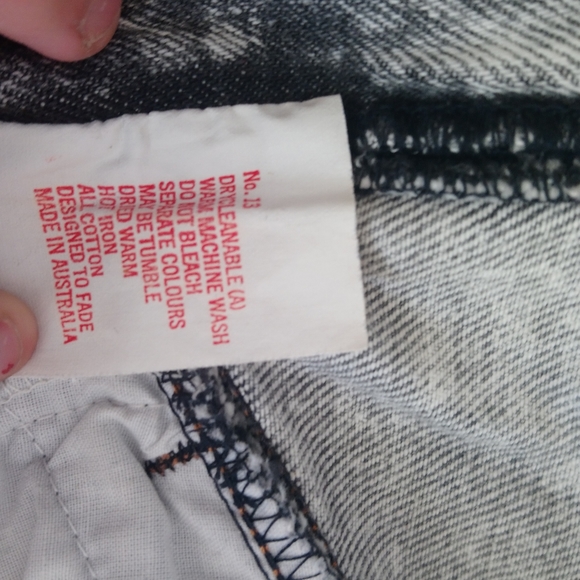 No. 13
DRYCLEANABLE (A)
WARM MACHINE WASH
DO NOT BLEACH
SEPARATE COLOURS
MAY BE TUMBLE
DRIED WARM
HOT IRON
ALL COTTON
DESIGNED TO FADE
MADE IN AUSTRALIA